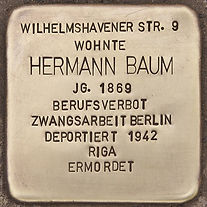 WILHELMSHAVENER STR. 9
WOHNTE
HERMANN BAUM
JG. 1869
BERUFSVERBOT
ZWANGSARBEIT BERLIN
DEPORTIERT 1942
RIGA
ERMORDET